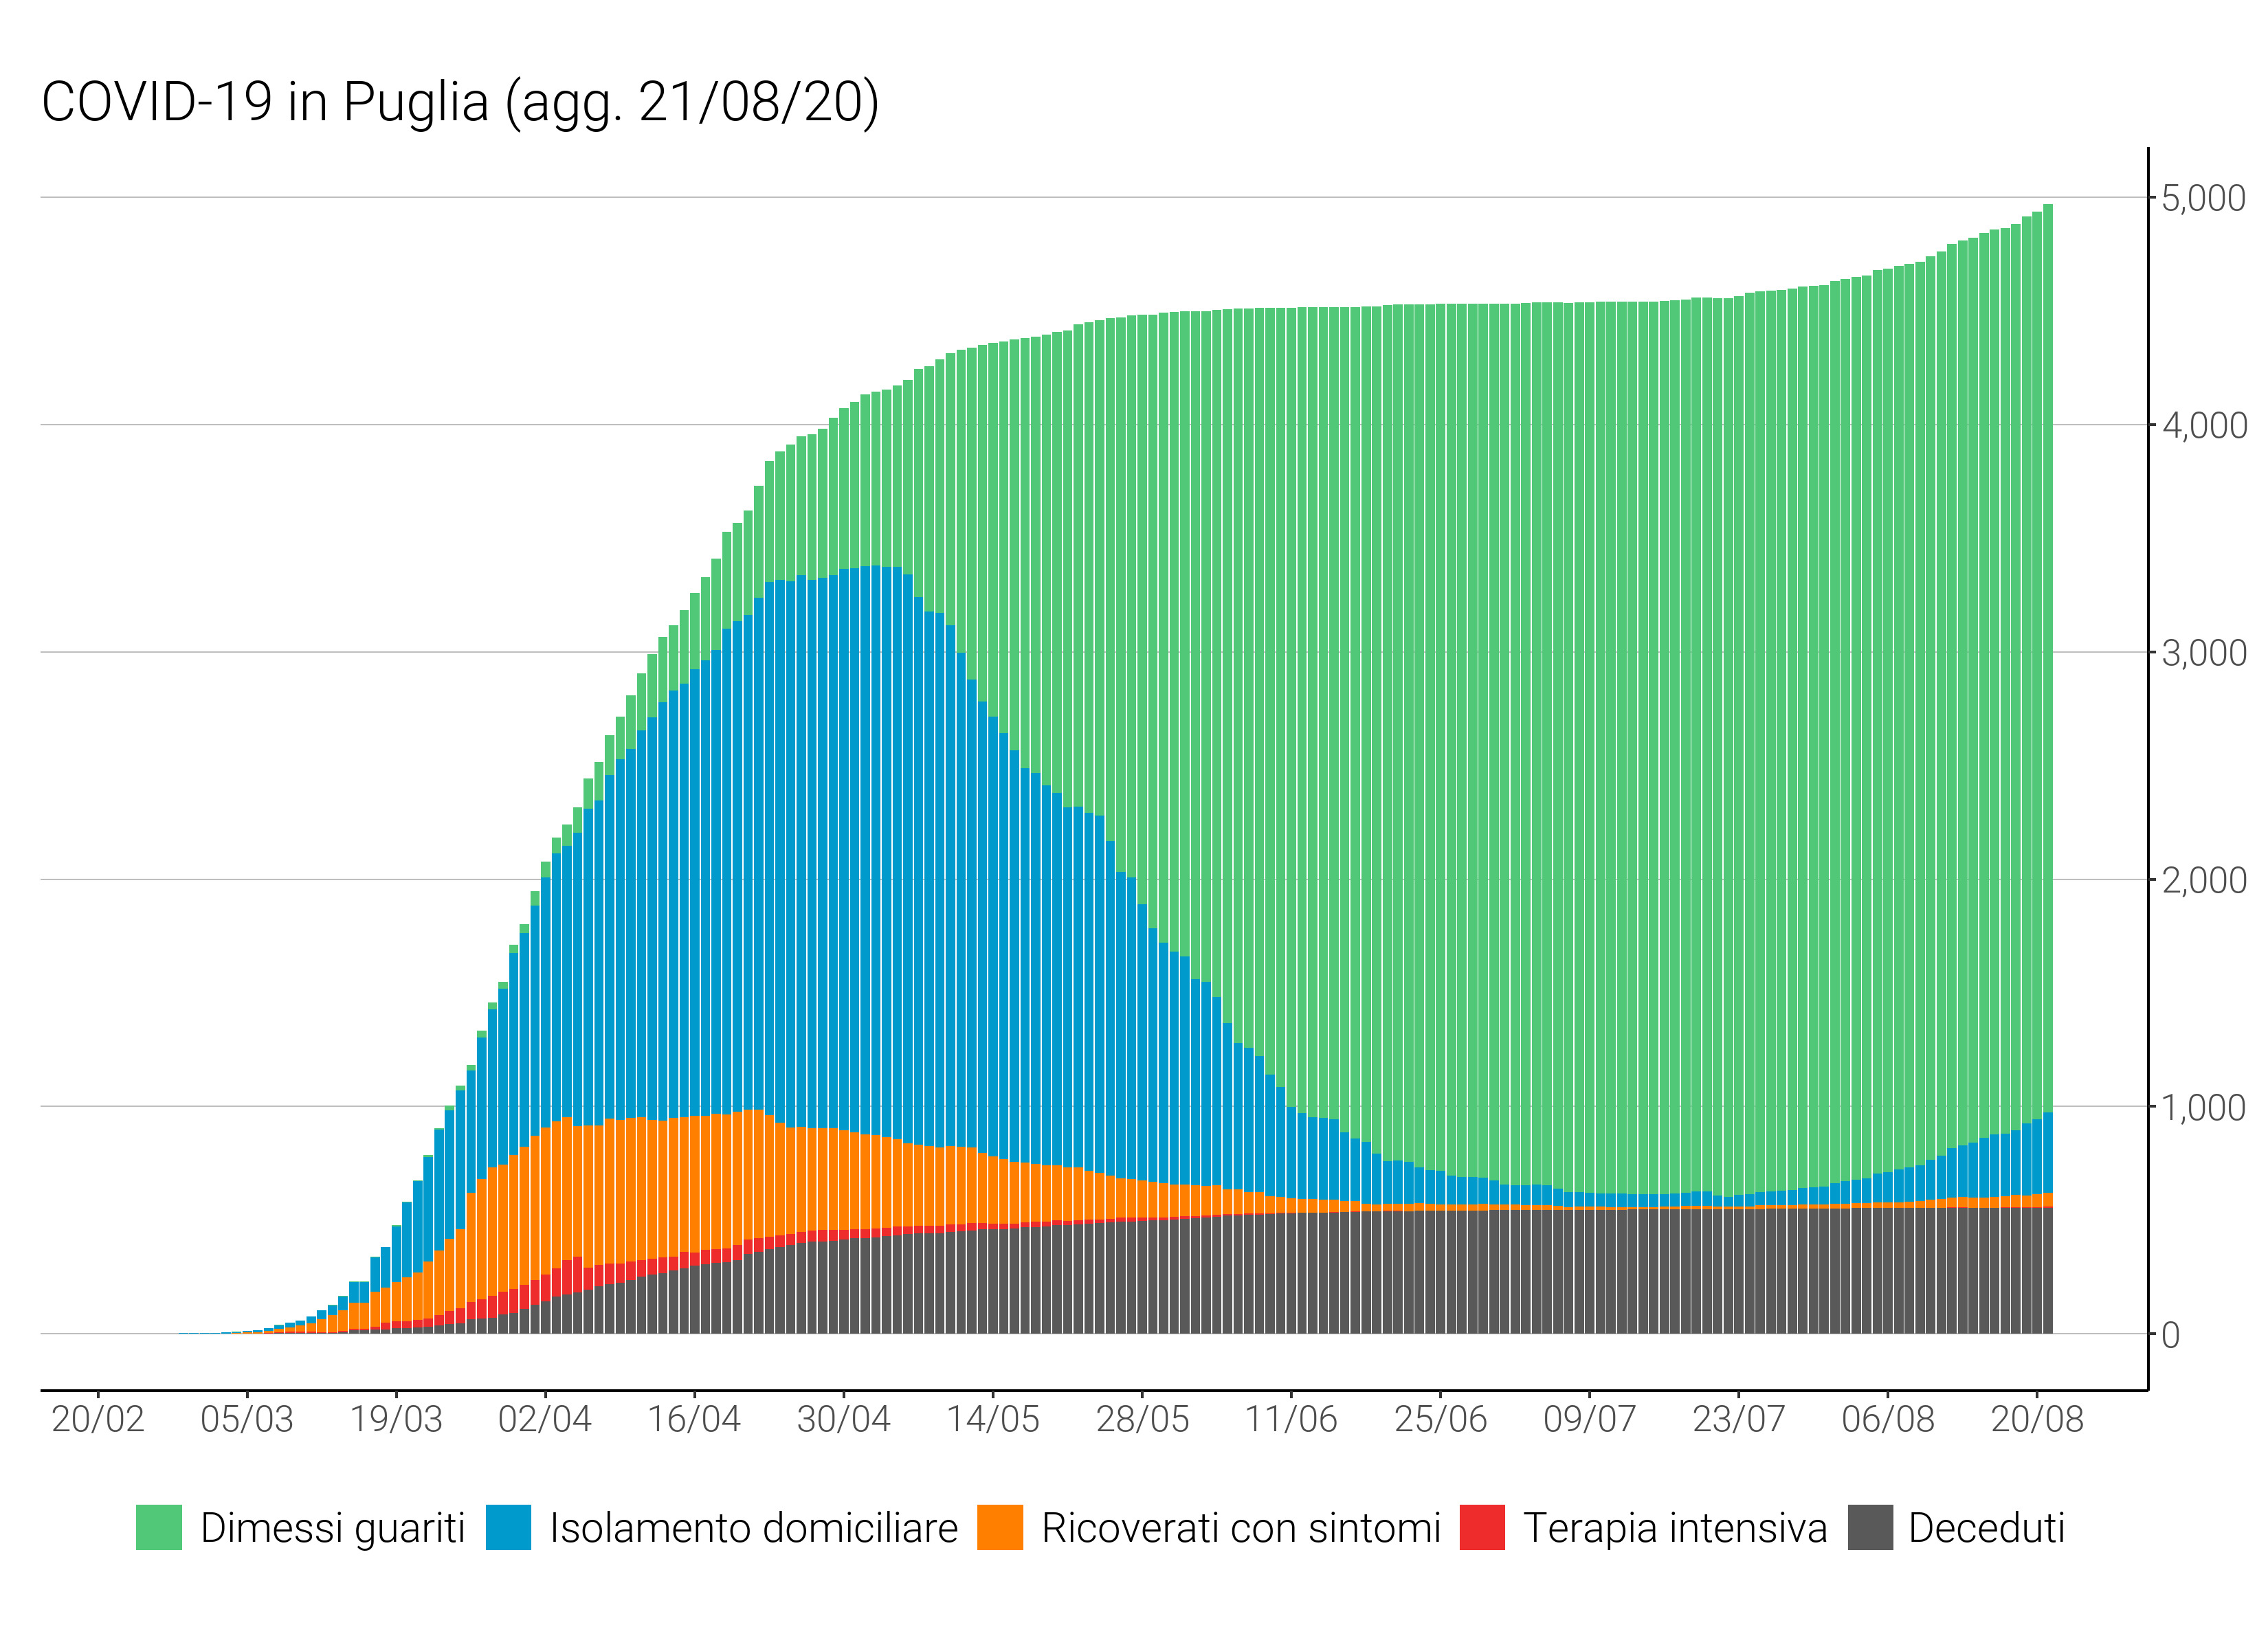 COVID-19 in Puglia (agg. 21/08/20)
5,000
4,000
3,000
2,000
1,000
0
20/02 05/03 19/03 02/04 16/04 30/04 14/05 28/05 11/06 25/06 09/07 23/07 06/08 20/08
Dimessi guariti Isolamento domiciliare Ricoverati con sintomi Terapia intensiva Deceduti